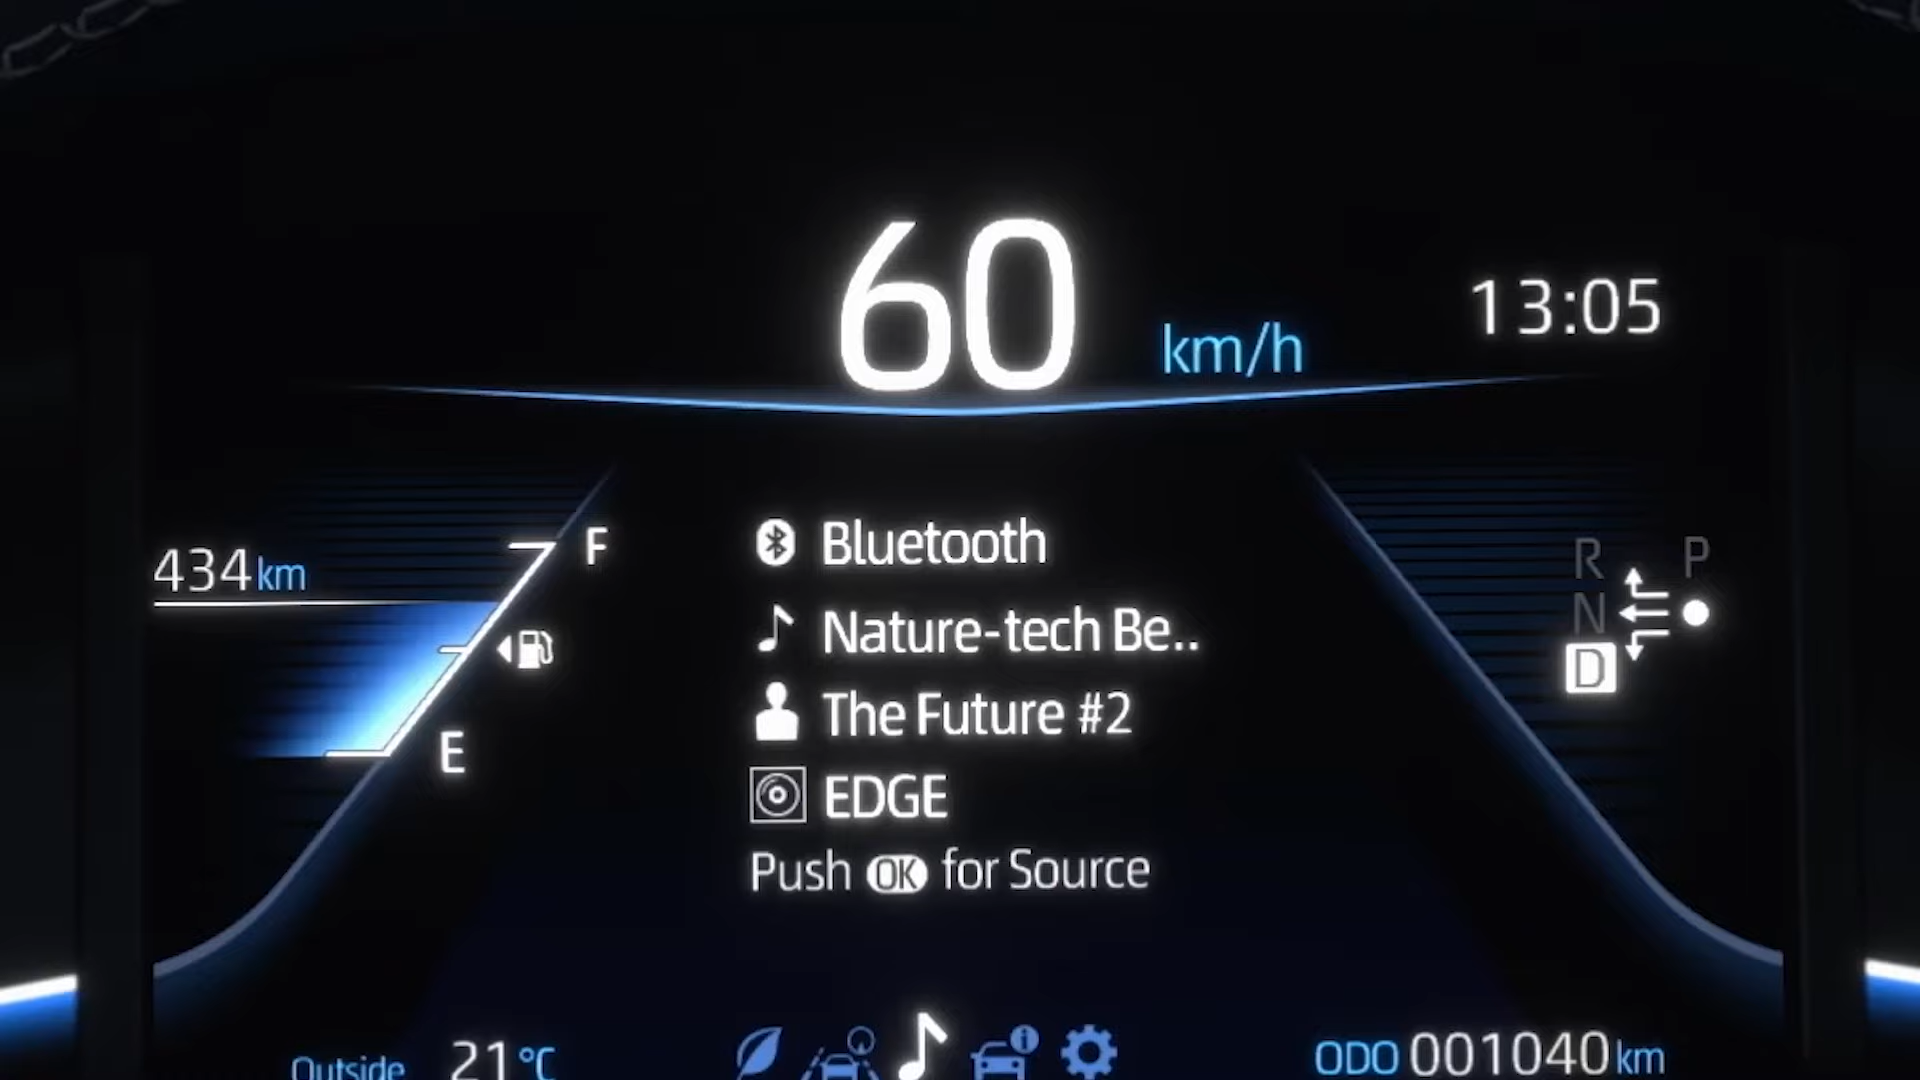 60 km/h
13:05
434km
F
E
Bluetooth
Nature-tech Be..
The Future #2
EDGE
Push OK for Source
R P
N
D
Outside 21°C
ODO 001040km